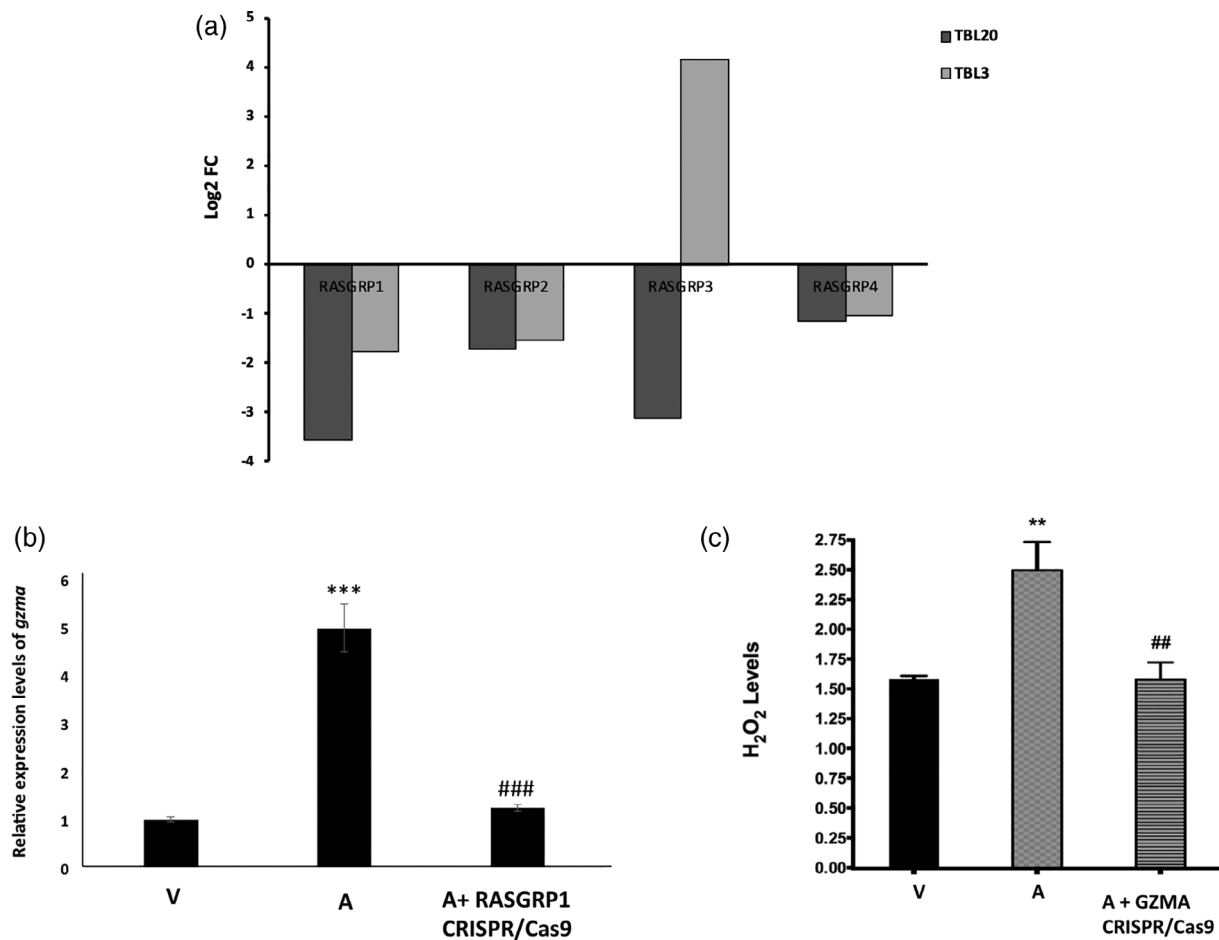 (a)
5
4
3
2
1
0
-1
-2
-3
-4
Log2 FC
TBL20
TBL3
RASGRP1 RASGRP2 RASGRP3 RASGRP4
(b)
6
5
4
3
2
1
0
Relative expression levels of gzma
***
###
V A A+ RASGRP1
CRISPR/Cas9
(c)
2.75
2.50
2.25
2.00
1.75
1.50
1.25
1.00
0.75
0.50
0.25
0.00
H₂O₂ Levels
**
##
V A A + GZMA
CRISPR/Cas9